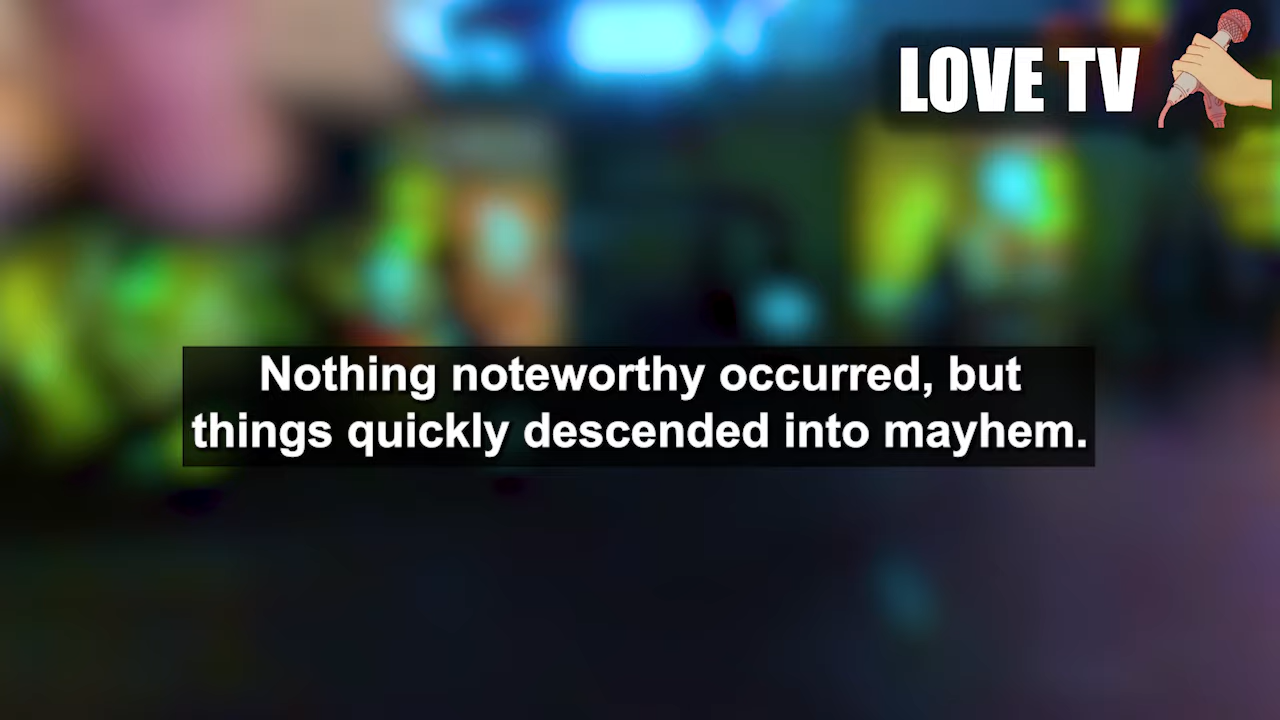 LOVE TV
Nothing noteworthy occurred, but
things quickly descended into mayhem.